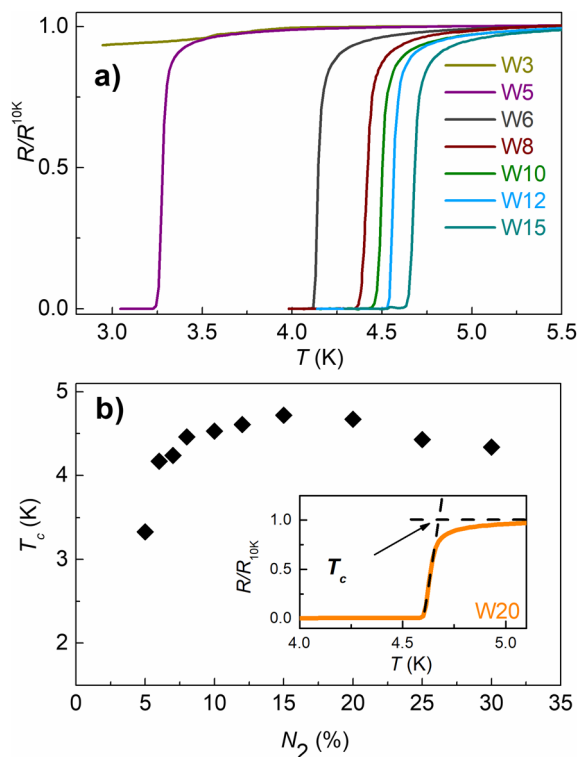 a)
1.0
0.5
0.0
R/R^10K
W3
W5
W6
W8
W10
W12
W15
3.0 3.5 4.0 4.5 5.0 5.5
T (K)
b)
5
4
3
2
T_c (K)
1.0
0.5
0.0
R/R_10K
T_c
W20
4.0 4.5 5.0
T (K)
0 5 10 15 20 25 30 35
N_2 (%)